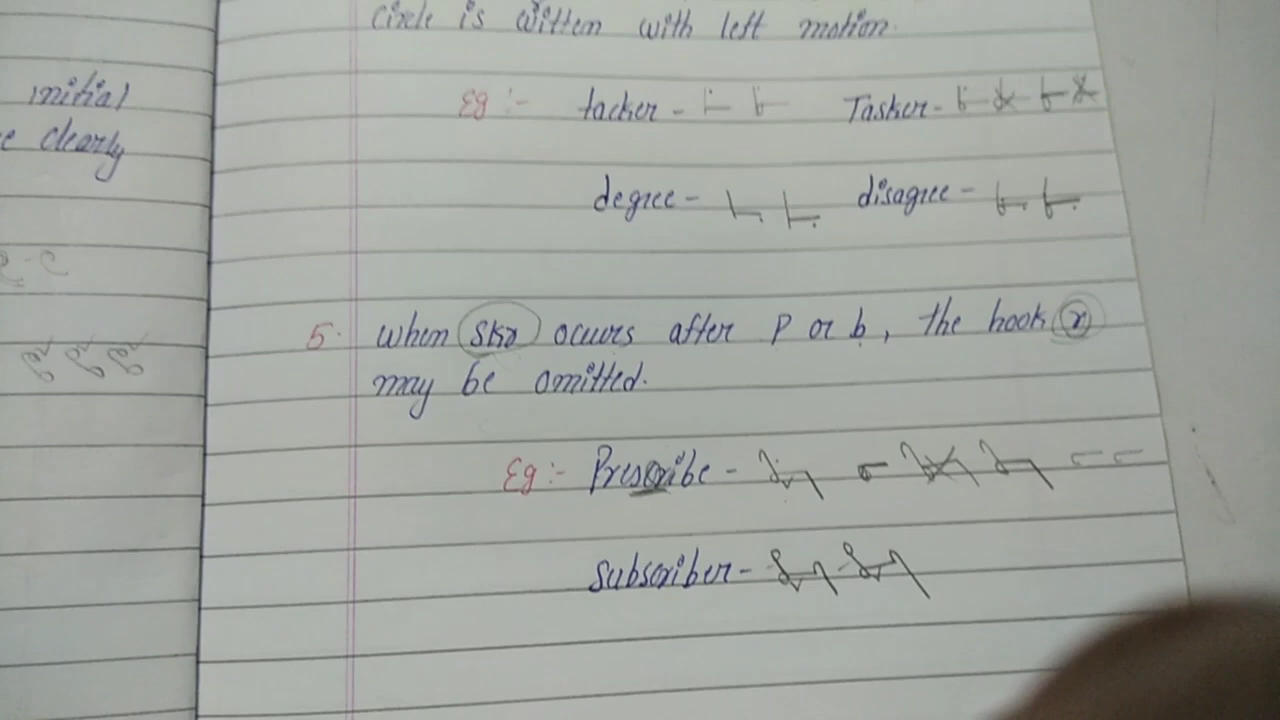 initial
e clearly
circle is written with left motion.
Eg :- tacker - Tasker -
degree - disagree -
5. When skr occurs after P or b, the hook r
may be omitted.
Eg :- Prescribe -
Subscriber -